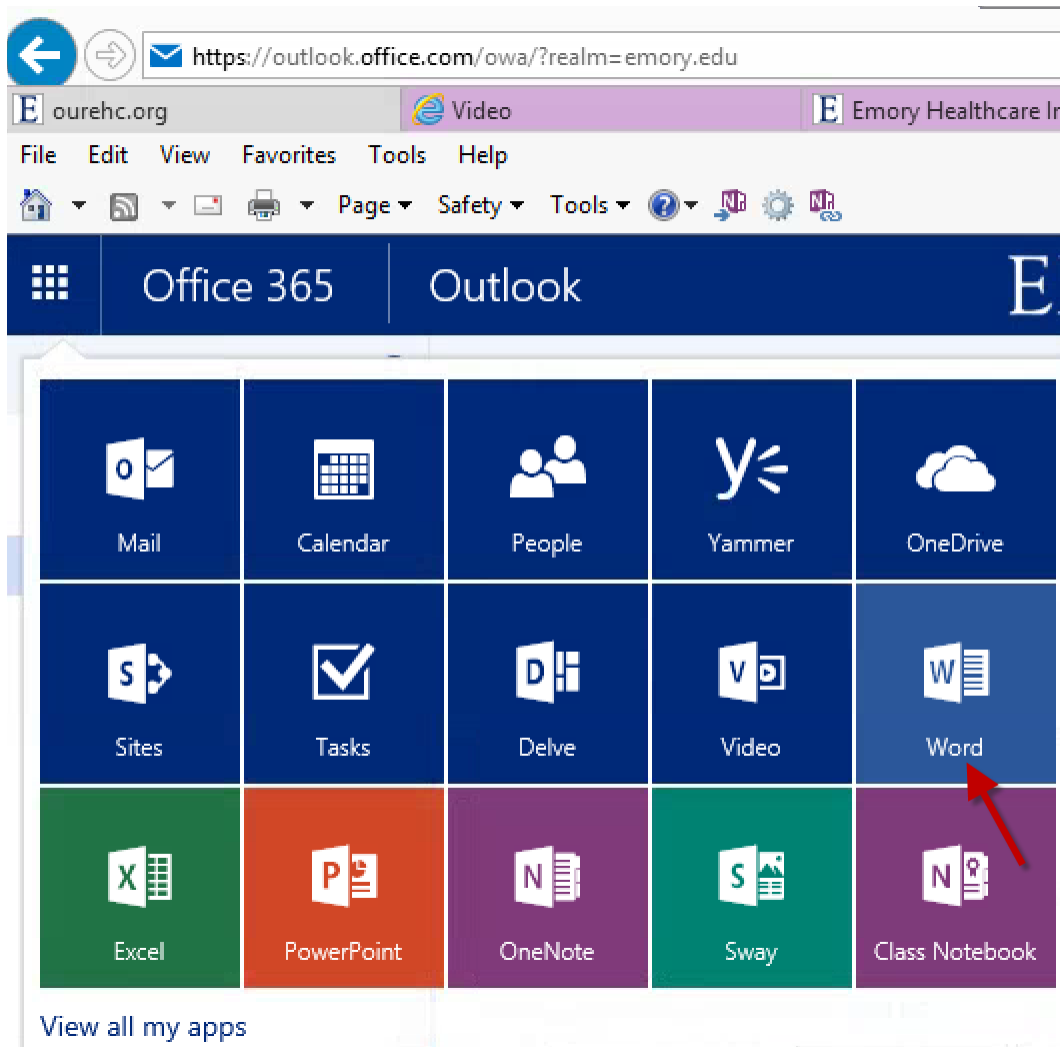 https://outlook.office.com/owa/?realm=emory.edu
E ourehc.org Video E Emory Healthcare
File Edit View Favorites Tools Help
Page Safety Tools
Office 365 Outlook E
Mail Calendar People Yammer OneDrive
Sites Tasks Delve Video Word
Excel PowerPoint OneNote Sway Class Notebook
View all my apps